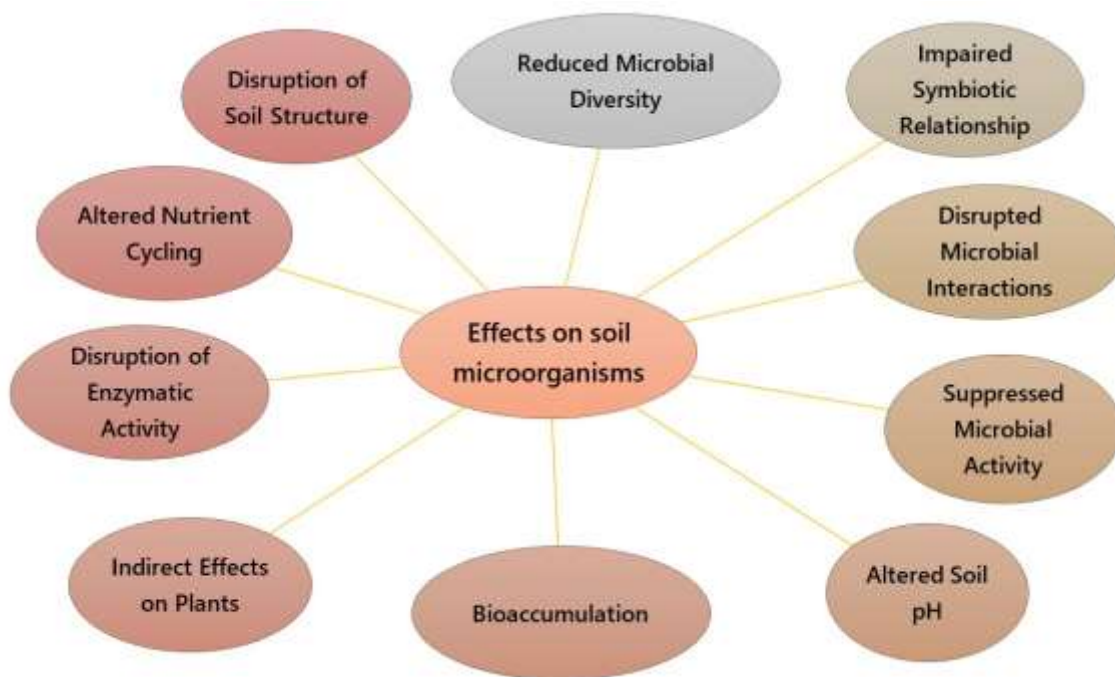 Disruption of
Soil Structure
Reduced Microbial
Diversity
Impaired
Symbiotic
Relationship
Altered Nutrient
Cycling
Disrupted
Microbial
Interactions
Effects on soil
microorganisms
Disruption of
Enzymatic
Activity
Suppressed
Microbial
Activity
Indirect Effects
on Plants
Bioaccumulation
Altered Soil
pH